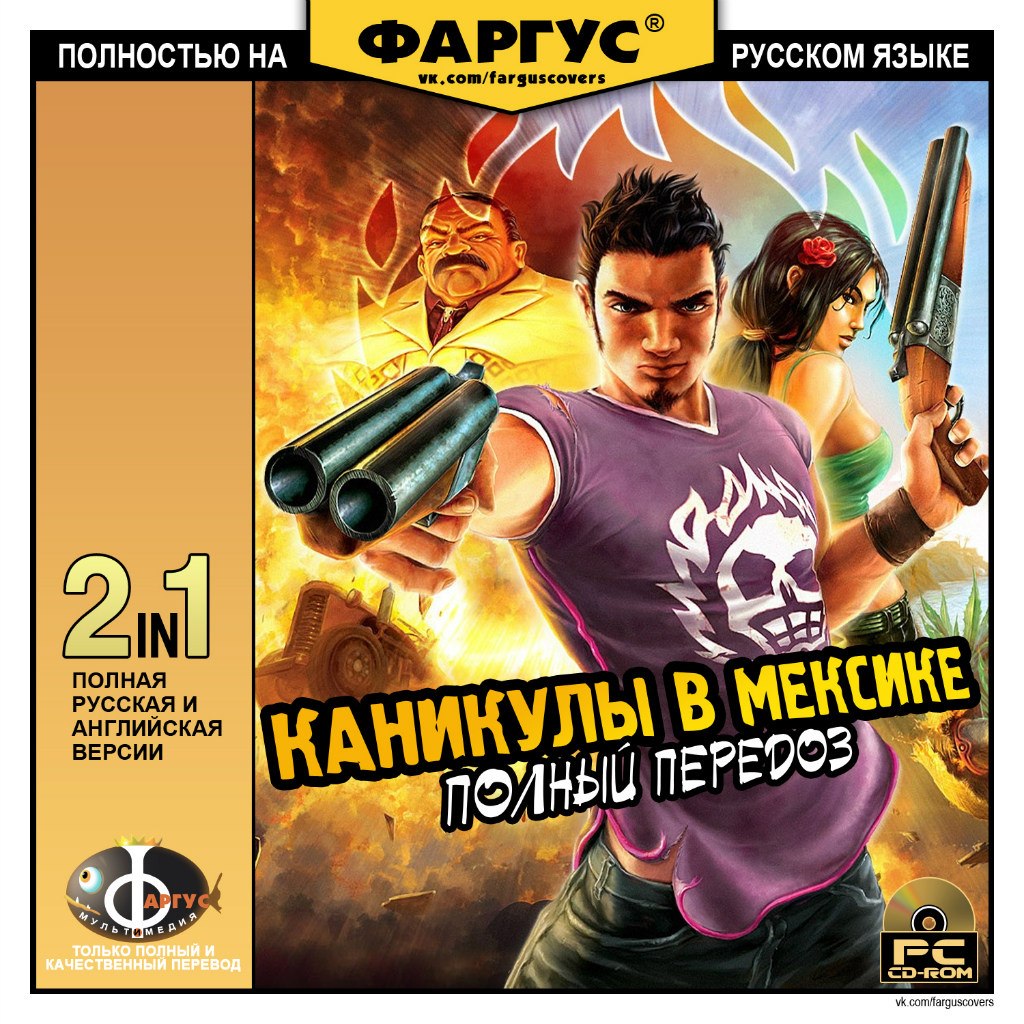 ПОЛНОСТЬЮ НА
ФАРГУС®
РУССКОМ ЯЗЫКЕ
vk.com/farguscovers
2IN1
ПОЛНАЯ
РУССКАЯ И
АНГЛИЙСКАЯ
ВЕРСИИ
КАНИКУЛЫ В МЕКСИКЕ
ПОЛНЫЙ ПЕРЕДОЗ
ФАРГУС
МУЛЬТИМЕДИЯ
ТОЛЬКО ПОЛНЫЙ И
КАЧЕСТВЕННЫЙ ПЕРЕВОД
PC
CD-ROM
vk.com/farguscovers